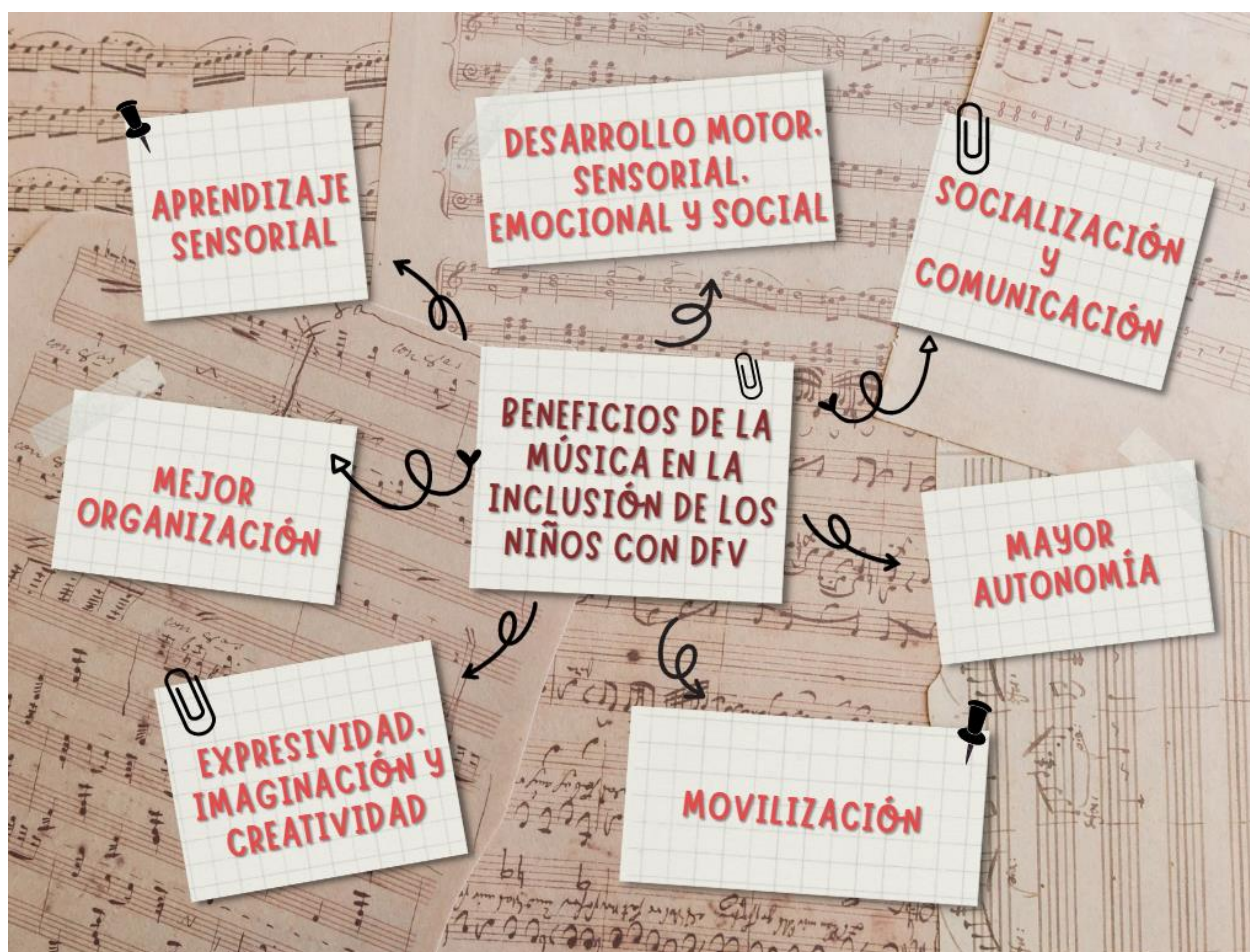 APRENDIZAJE
SENSORIAL
DESARROLLO MOTOR,
SENSORIAL,
EMOCIONAL Y SOCIAL
SOCIALIZACIÓN
Y
COMUNICACIÓN
BENEFICIOS DE LA
MÚSICA EN LA
INCLUSIÓN DE LOS
NIÑOS CON DFV
MEJOR
ORGANIZACIÓN
MAYOR
AUTONOMÍA
EXPRESIVIDAD,
IMAGINACIÓN Y
CREATIVIDAD
MOVILIZACIÓN